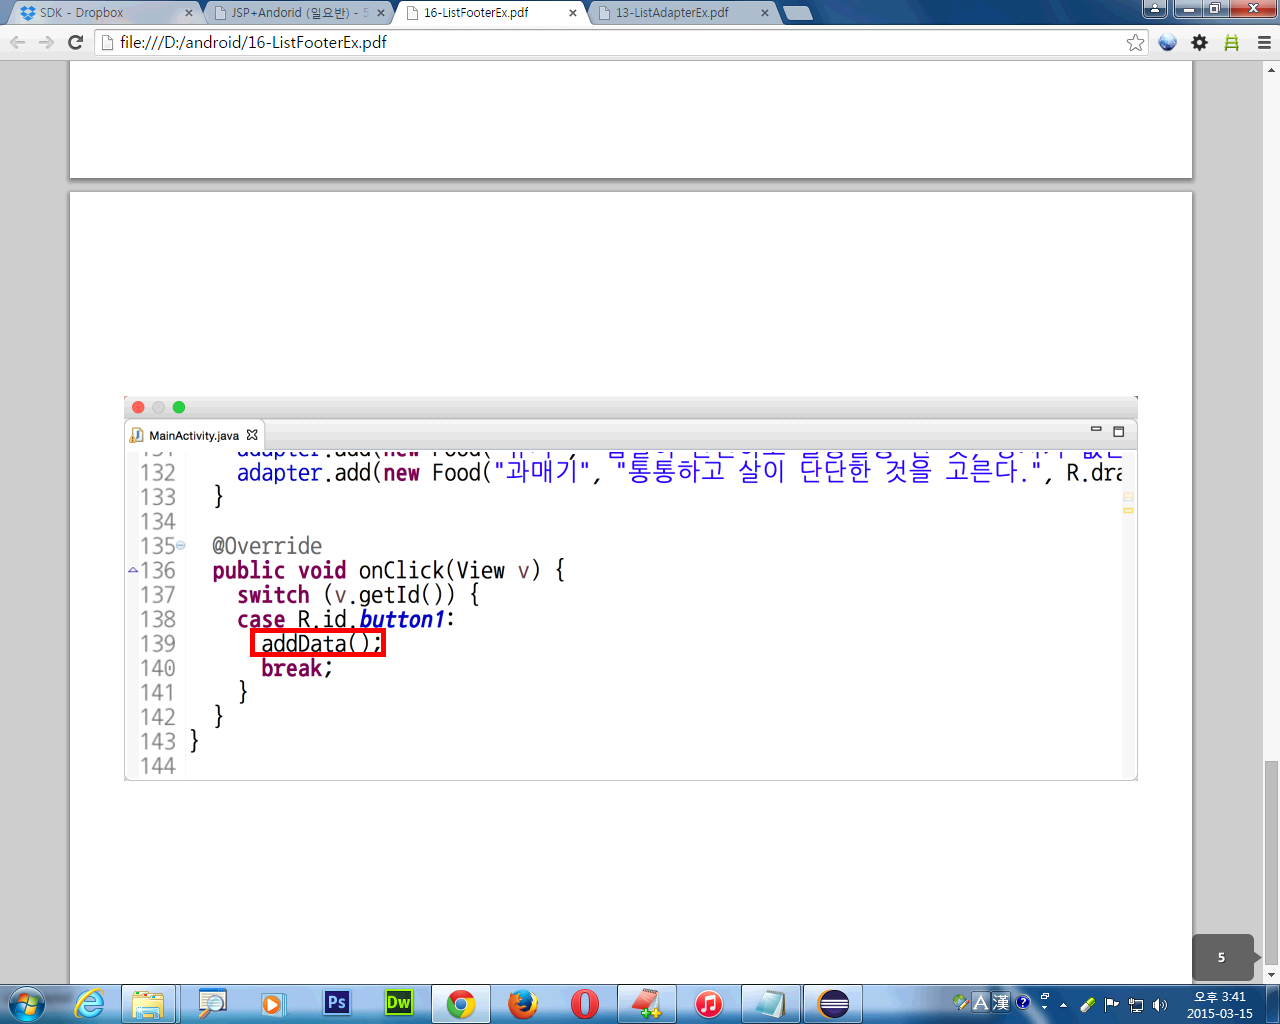 SDK - Dropbox
JSP+Andorid (일요반) - 5
16-ListFooterEx.pdf
13-ListAdapterEx.pdf
file:///D:/android/16-ListFooterEx.pdf
MainActivity.java
132 adapter.add(new Food("과매기", "통통하고 살이 단단한 것을 고른다.", R.dra
133 }
134
135 @Override
136 public void onClick(View v) {
137 switch (v.getId()) {
138 case R.id.button1:
139 addData();
140 break;
141 }
142 }
143 }
144
5
Ps
Dw
A 漢
오후 3:41
2015-03-15